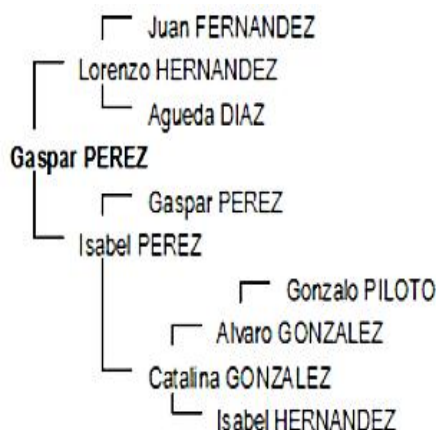 Juan FERNANDEZ
Lorenzo HERNANDEZ
Agueda DIAZ
Gaspar PEREZ
Gaspar PEREZ
Isabel PEREZ
Gonzalo PILOTO
Alvaro GONZALEZ
Catalina GONZALEZ
Isabel HERNANDEZ